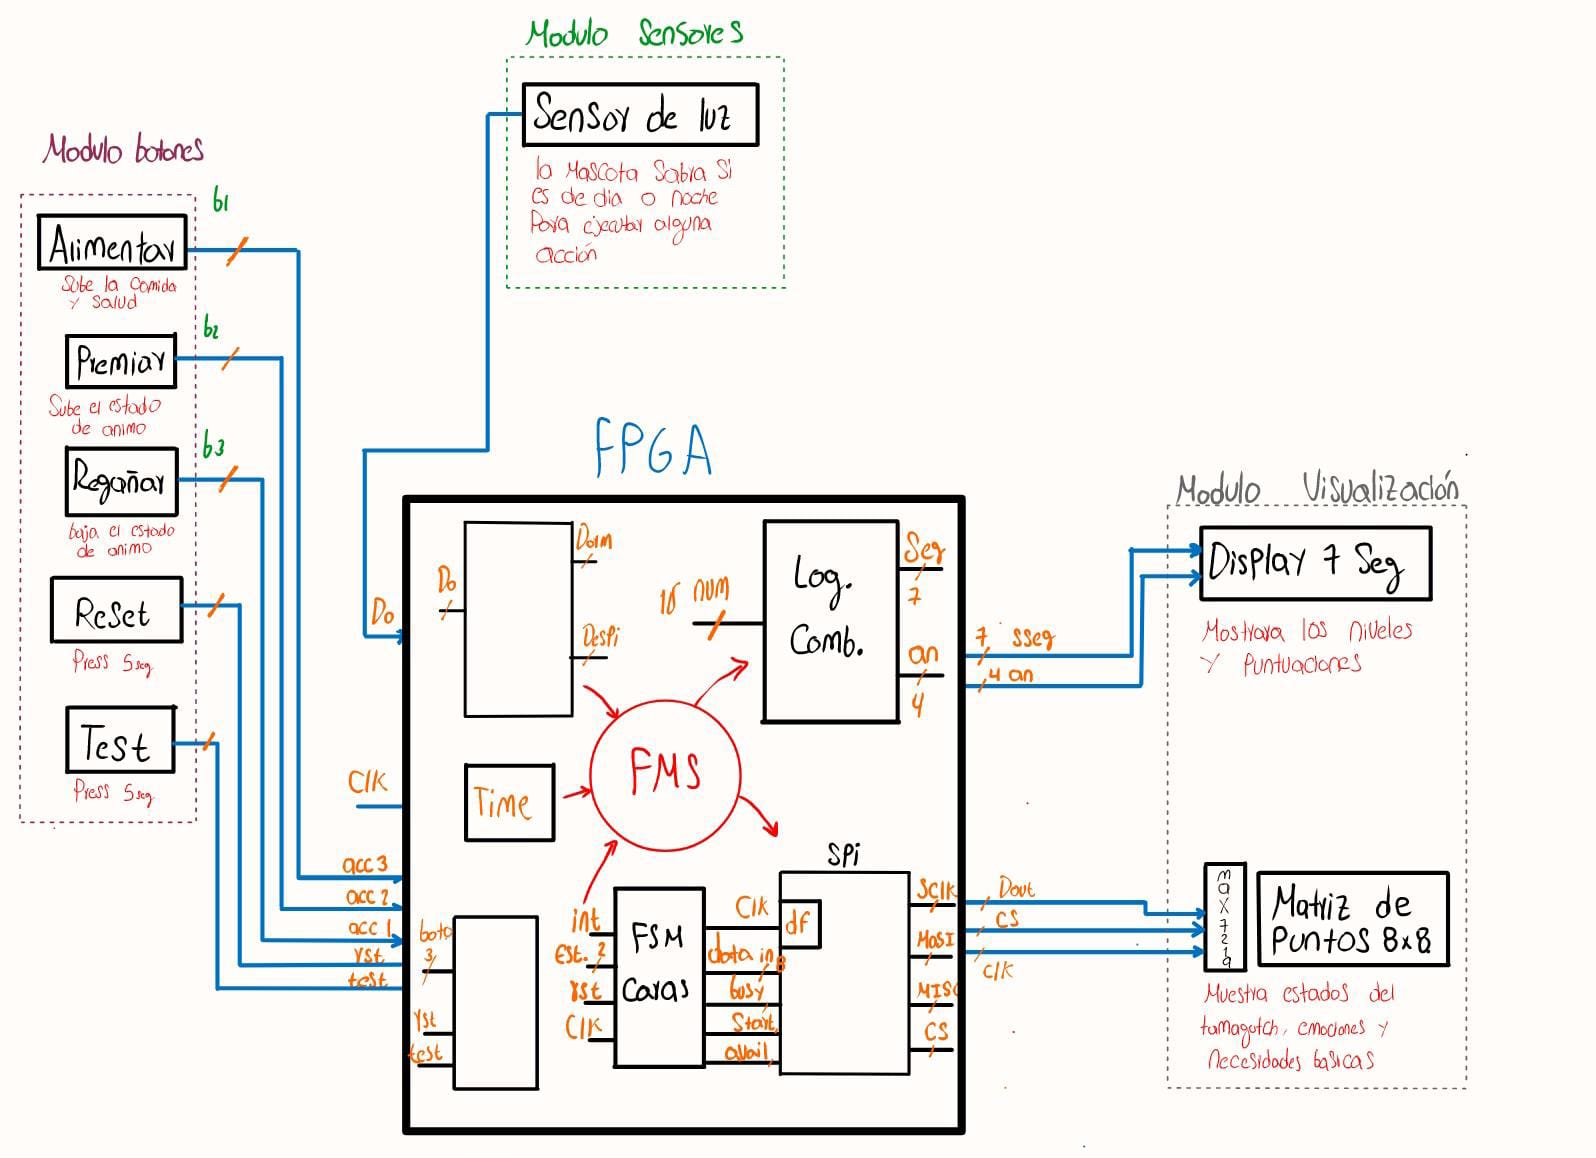 Modulo Sensores
Sensor de luz
la Mascota Sabra Si
es de dia o noche
Para ejecutar alguna
acción
Modulo botones
b1
Alimentar
Sube la Comida
y Salud
b2
Premiar
Sube el estado
de animo
b3
Regañar
baja el estado
de animo
Reset
Press 5seg
Test
Press 5seg
FPGA
Do
Clk
acc 3
acc 2
acc 1
rst
test
Do
Dorm
Despi
Time
FMS
num
Log.
Comb.
Seg
7
an
4
boto
3
rst
test
int
Est. 2
rst
Clk
FSM
Caras
Clk
data in 8
busy
Start
avail
SPi
df
SClk
MOSI
MISO
CS
7 sseg
4 an
Dout
CS
clk
Modulo Visualización
Display 7 Seg
Mostrara los niveles
y Puntuaciones
max7219
Matriz de
Puntos 8x8
Muestra estados del
tamagotch, emociones y
necesidades basicas